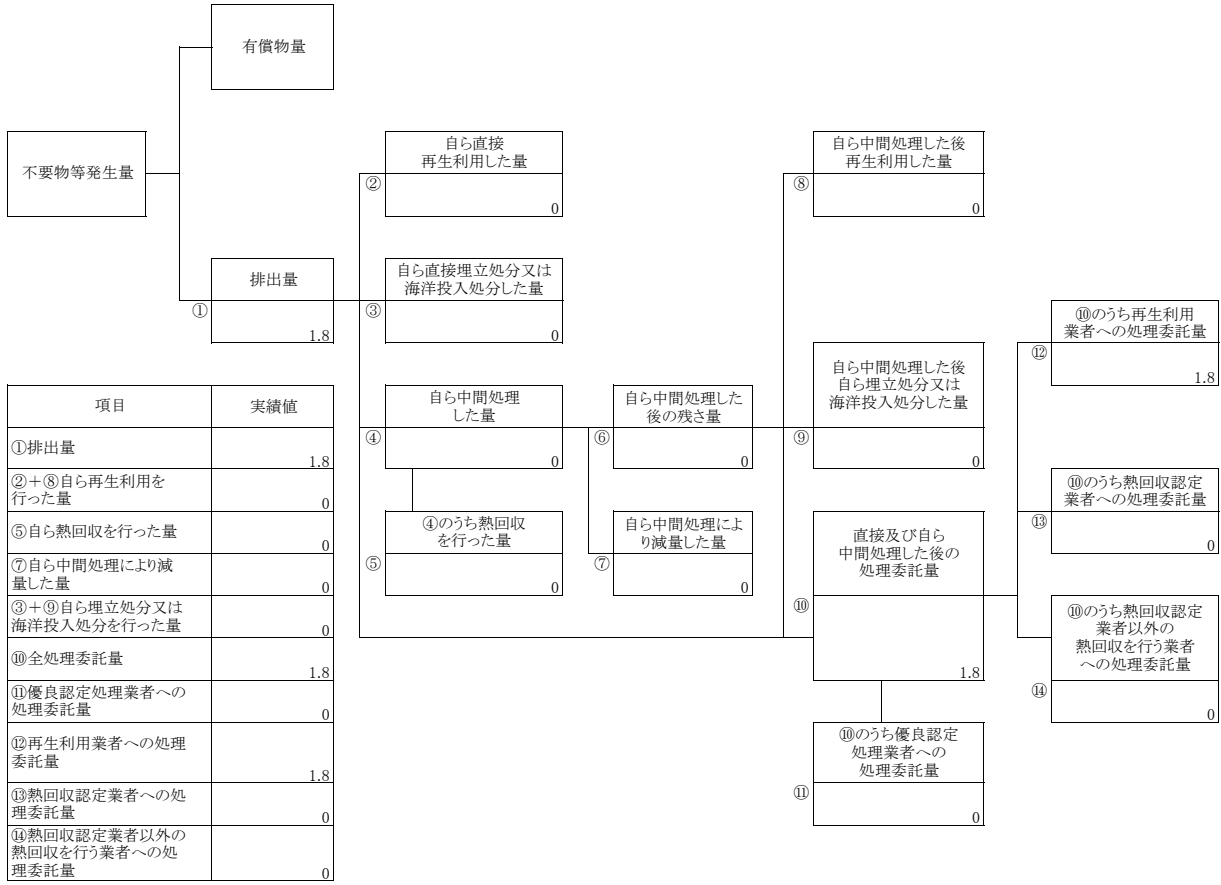 有償物量
不要物等発生量
自ら直接
再生利用した量
②
0
自ら中間処理した後
再生利用した量
⑧
0
排出量
①
1.8
自ら直接埋立処分又は
海洋投入処分した量
③
0
⑩のうち再生利用
業者への処理委託量
⑫
1.8
自ら中間処理
した量
④
0
自ら中間処理した
後の残さ量
⑥
0
自ら中間処理した後
自ら埋立処分又は
海洋投入処分した量
⑨
0
⑩のうち熱回収認定
業者への処理委託量
⑬
0
④のうち熱回収
を行った量
⑤
0
自ら中間処理によ
り減量した量
⑦
0
直接及び自ら
中間処理した後の
処理委託量
⑩
1.8
⑩のうち熱回収認定
業者以外の
熱回収を行う業者
への処理委託量
⑭
0
⑩のうち優良認定
処理業者への
処理委託量
⑪
0
項目 実績値
①排出量
1.8
②+⑧自ら再生利用を
行った量
0
⑤自ら熱回収を行った量
0
⑦自ら中間処理により減
量した量
0
③+⑨自ら埋立処分又は
海洋投入処分を行った量
0
⑩全処理委託量
1.8
⑪優良認定処理業者への
処理委託量
0
⑫再生利用業者への処理
委託量
1.8
⑬熱回収認定業者への処
理委託量
0
⑭熱回収認定業者以外の
熱回収を行う業者への処
理委託量
0